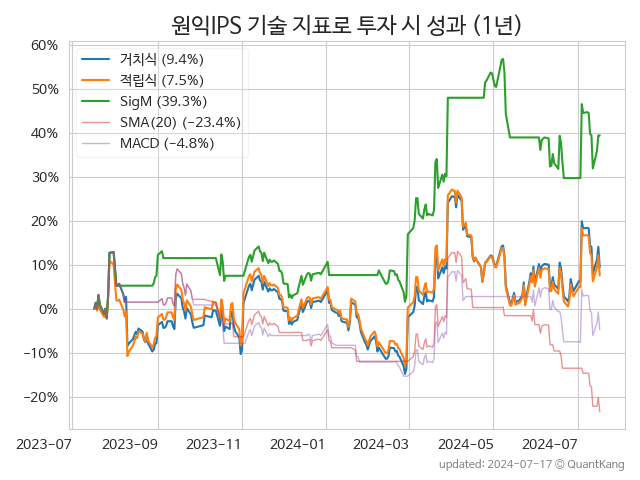 원익IPS 기술 지표로 투자 시 성과 (1년)
60%
50%
40%
30%
20%
10%
0%
−10%
−20%
거치식 (9.4%)
적립식 (7.5%)
SigM (39.3%)
SMA(20) (−23.4%)
MACD (−4.8%)
2023-07
2023-09
2023-11
2024-01
2024-03
2024-05
2024-07
updated: 2024-07-17 © QuantKang